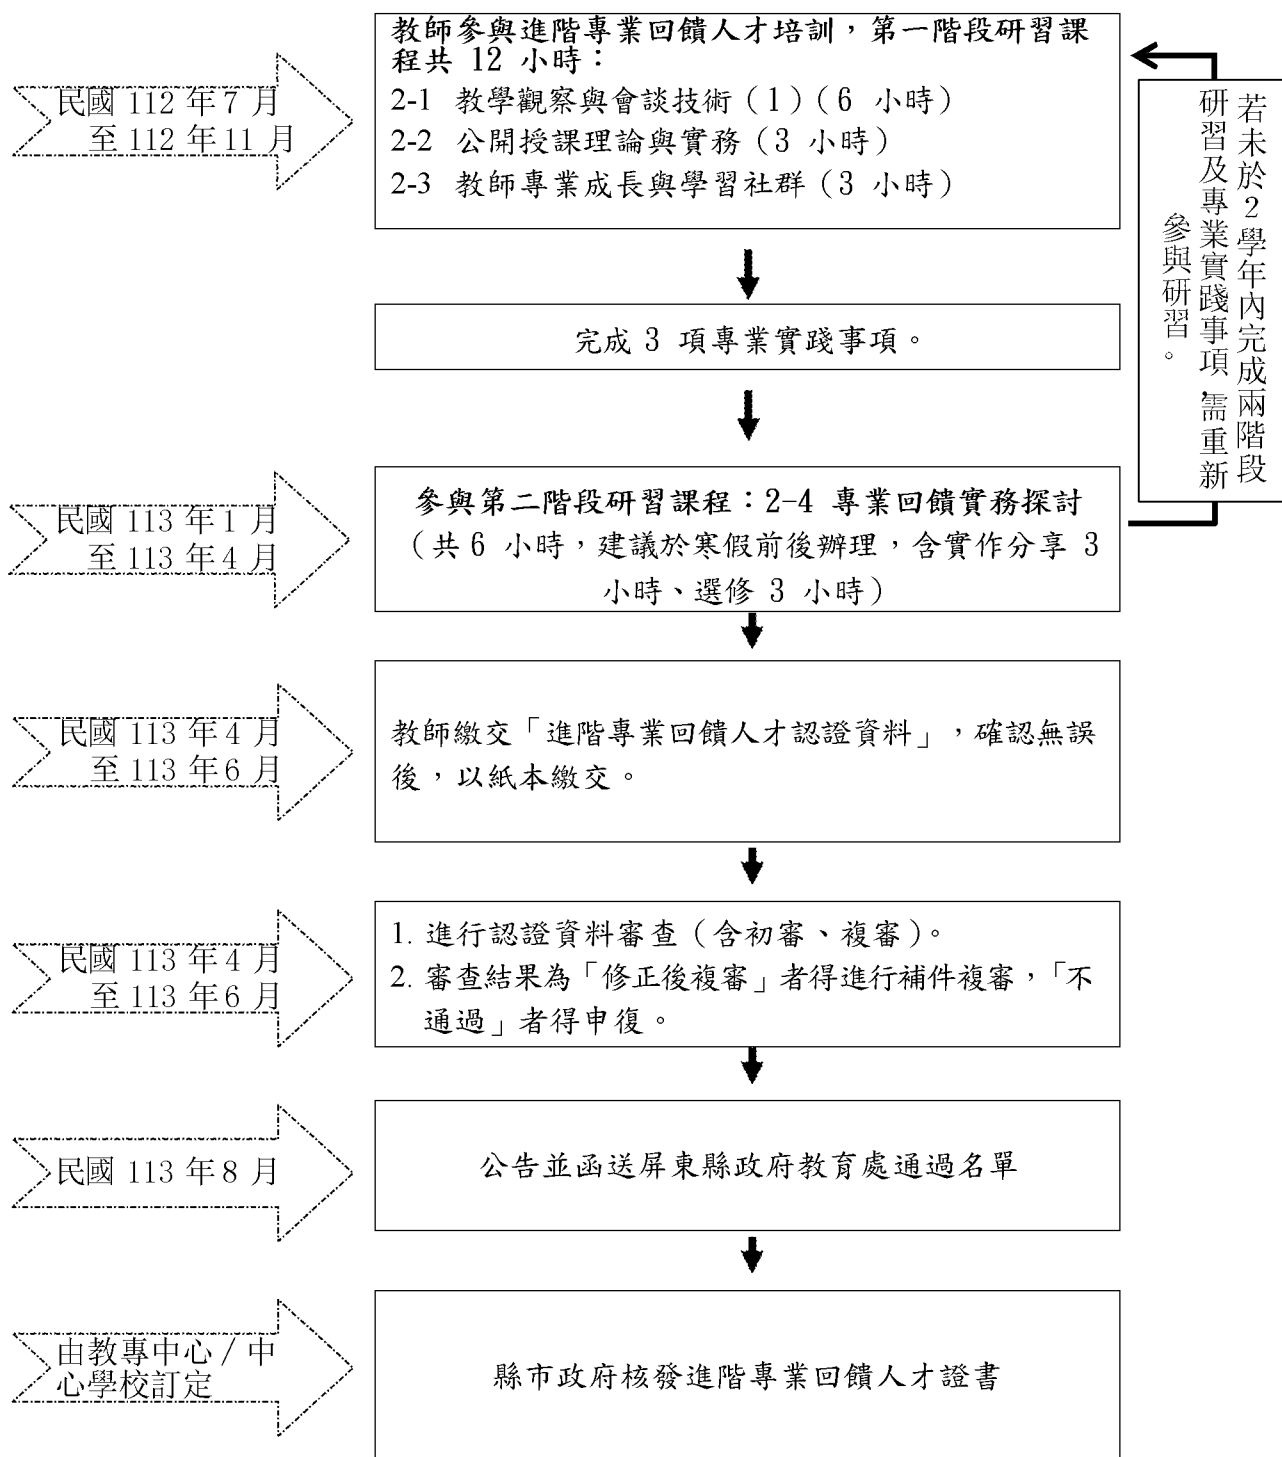 教師參與進階專業回饋人才培訓，第一階段研習課
程共 12 小時：
2-1 教學觀察與會談技術（1）（6 小時）
2-2 公開授課理論與實務（3 小時）
2-3 教師專業成長與學習社群（3 小時）
民國 112 年 7 月
至 112 年 11 月
若未於2學年內完成兩階段
研習及專業實踐事項，需重新
參與研習。
完成 3 項專業實踐事項。
民國 113 年 1 月
至 113 年 4 月
參與第二階段研習課程：2-4 專業回饋實務探討
（共 6 小時，建議於寒假前後辦理，含實作分享 3
小時、選修 3 小時）
民國 113 年 4 月
至 113 年 6 月
教師繳交「進階專業回饋人才認證資料」，確認無誤
後，以紙本繳交。
民國 113 年 4 月
至 113 年 6 月
1. 進行認證資料審查（含初審、複審）。
2. 審查結果為「修正後複審」者得進行補件複審，「不
通過」者得申復。
民國 113 年 8 月
公告並函送屏東縣政府教育處通過名單
由教專中心／中
心學校訂定
縣市政府核發進階專業回饋人才證書